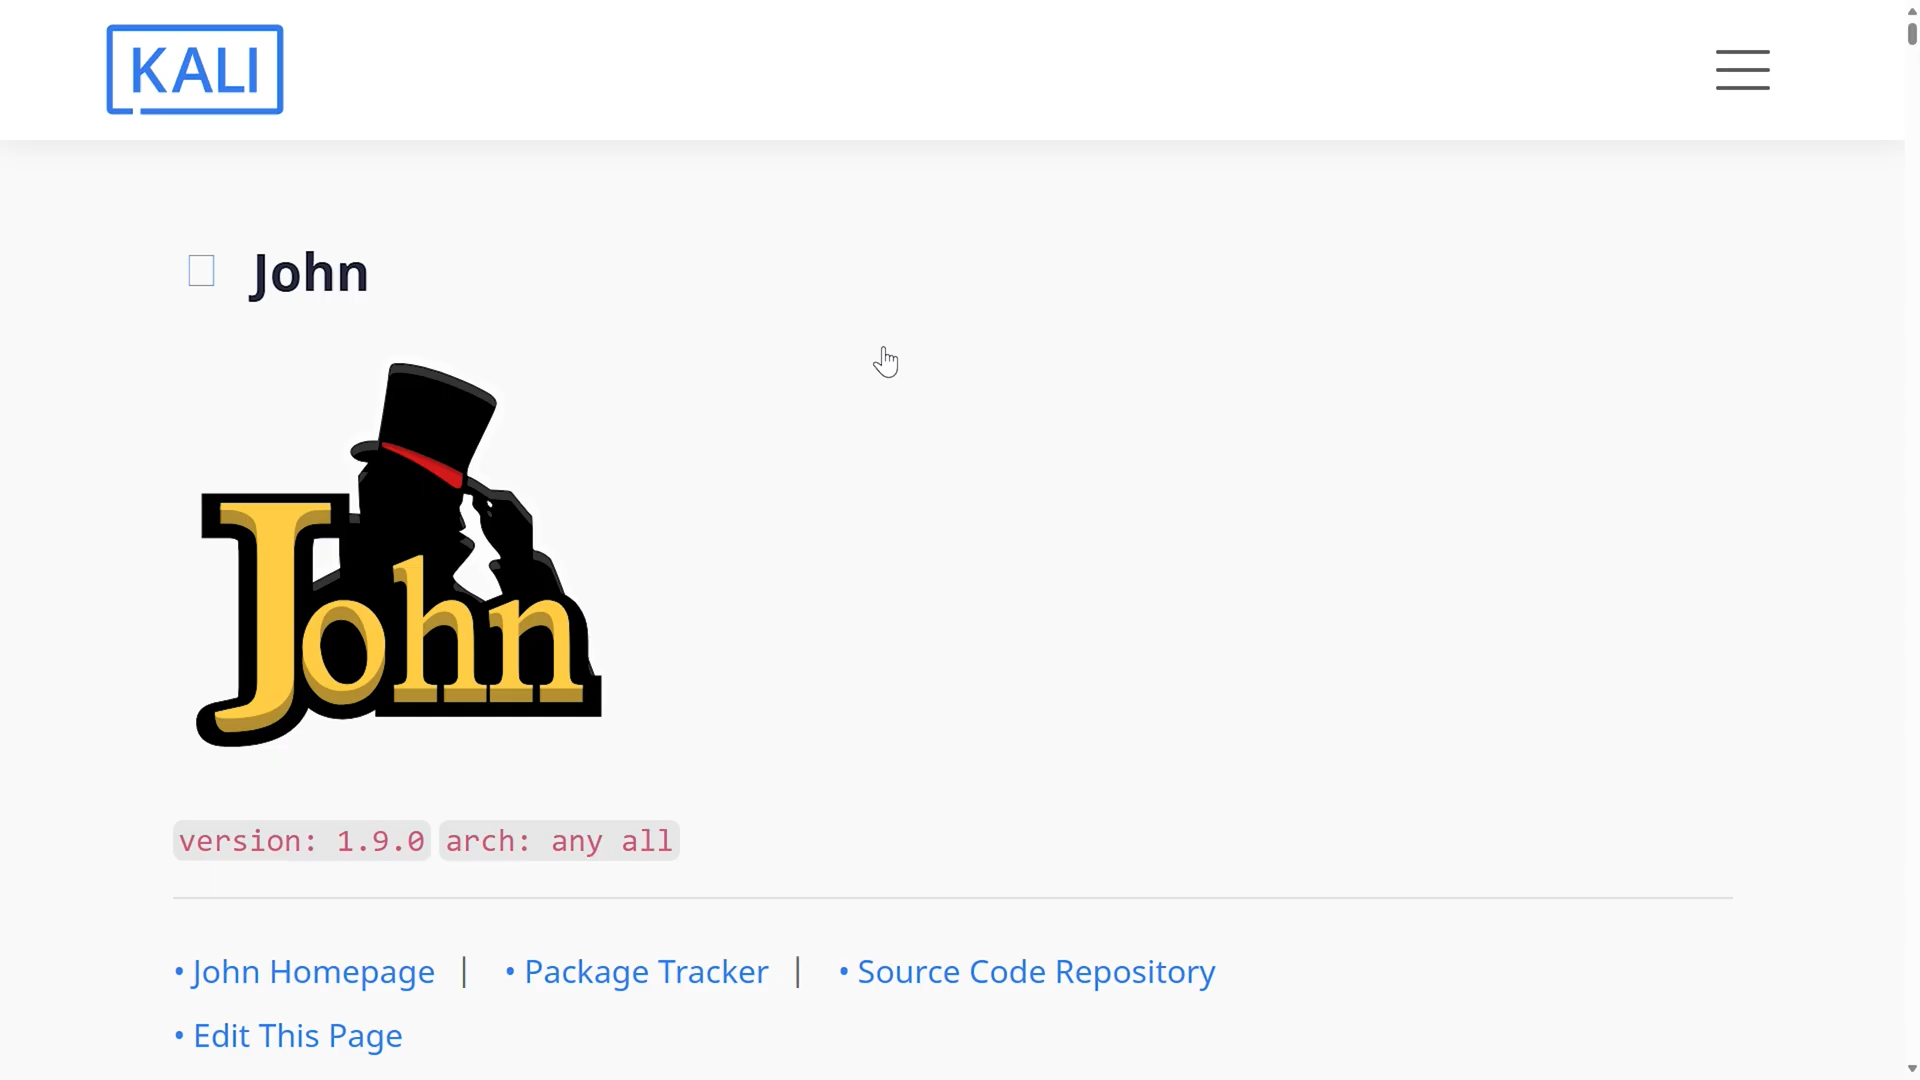 KALI
John
John
version: 1.9.0 arch: any all
• John Homepage | • Package Tracker | • Source Code Repository
• Edit This Page